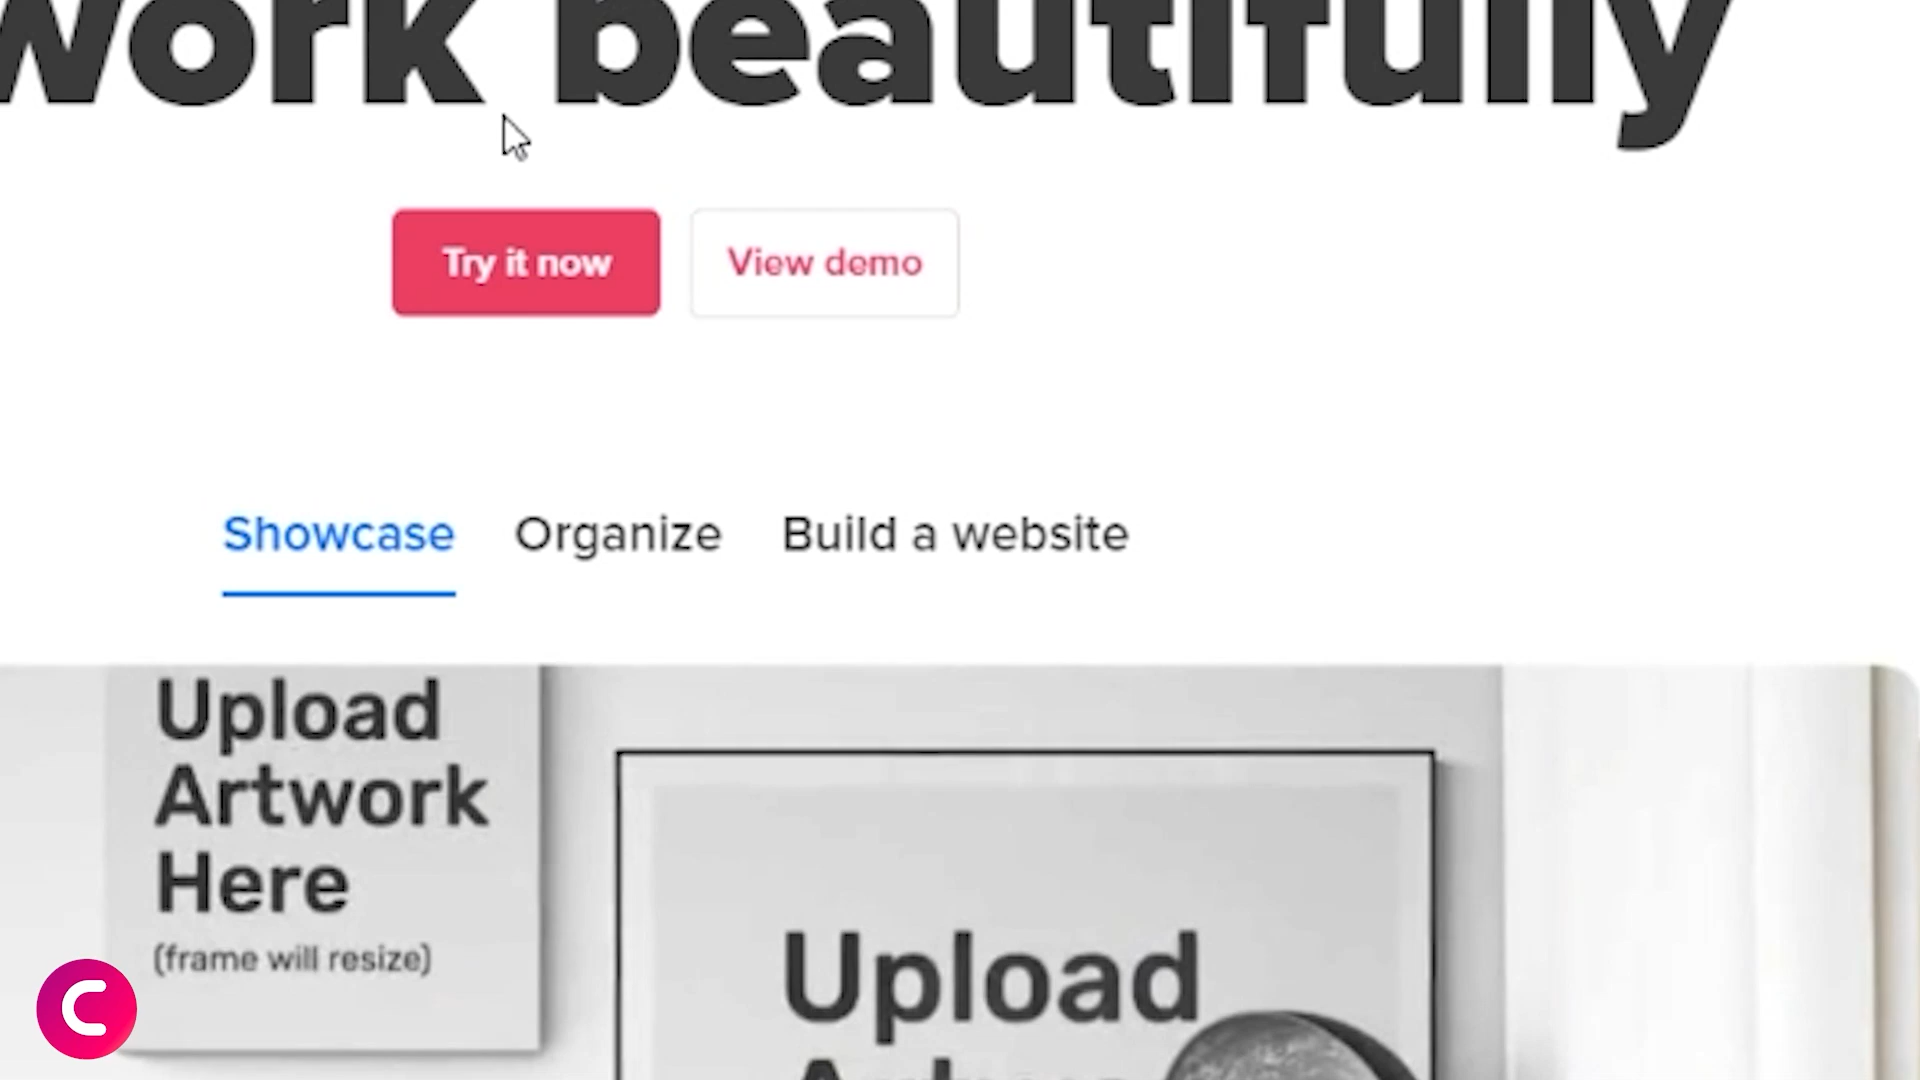 work beautifully
Try it now
View demo
Showcase
Organize
Build a website
Upload
Artwork
Here
(frame will resize)
Upload